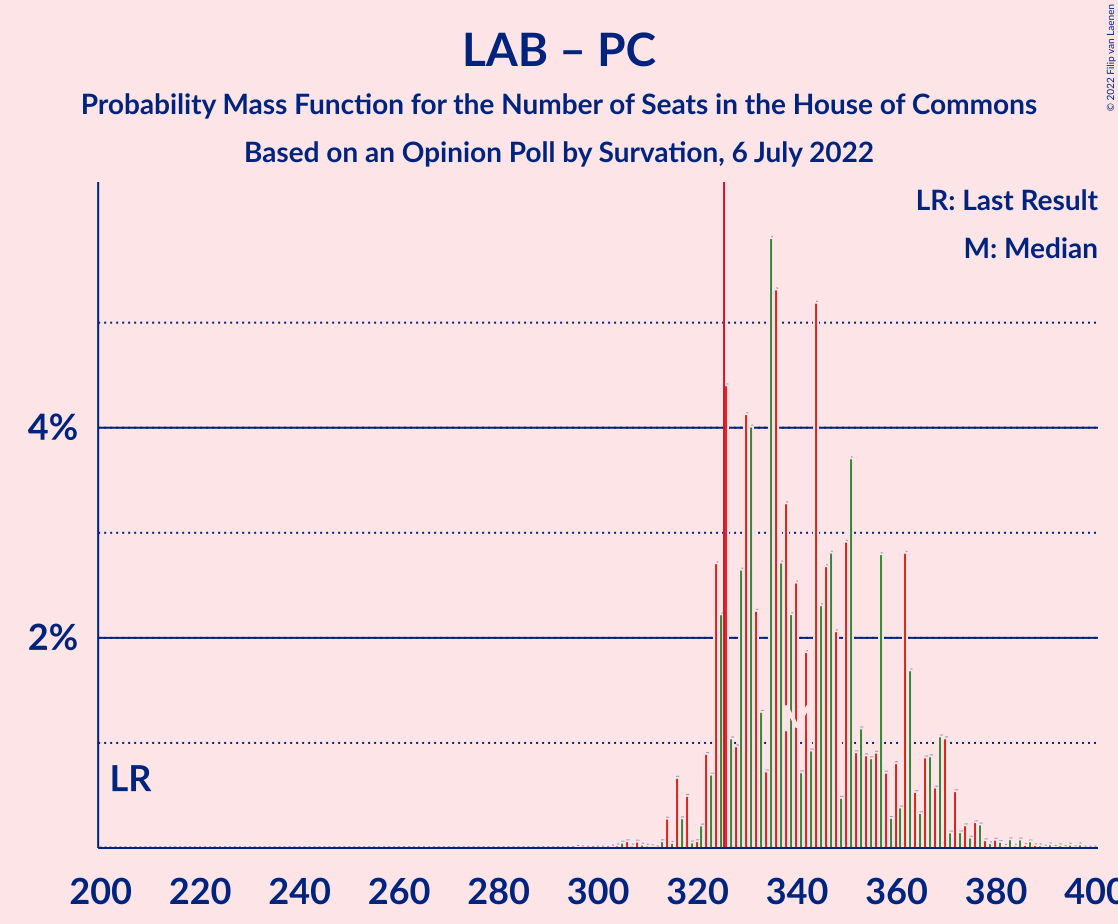 LAB – PC
Probability Mass Function for the Number of Seats in the House of Commons
Based on an Opinion Poll by Survation, 6 July 2022
© 2022 Filip van Laenen
LR: Last Result
M: Median
4%
2%
LR
M
200 220 240 260 280 300 320 340 360 380 400